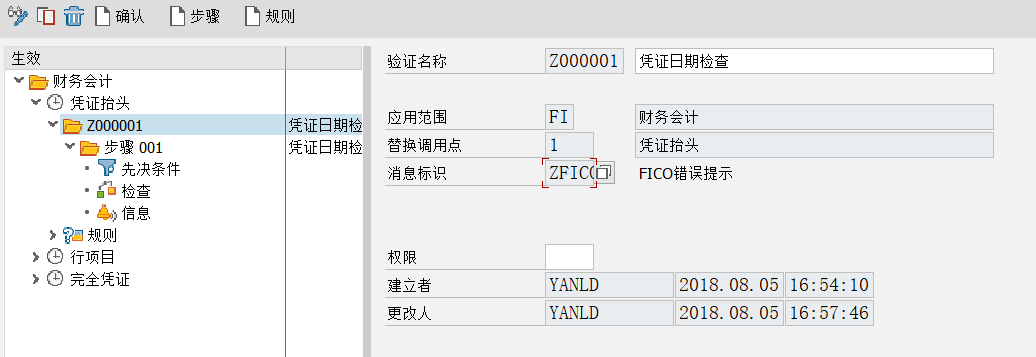 确认 步骤 规则
生效
财务会计
凭证抬头
Z000001 凭证日期检
步骤 001 凭证日期检
先决条件
检查
信息
规则
行项目
完全凭证
验证名称 Z000001 凭证日期检查
应用范围 FI 财务会计
替换调用点 1 凭证抬头
消息标识 ZFICO FICO错误提示
权限
建立者 YANLD 2018.08.05 16:54:10
更改人 YANLD 2018.08.05 16:57:46